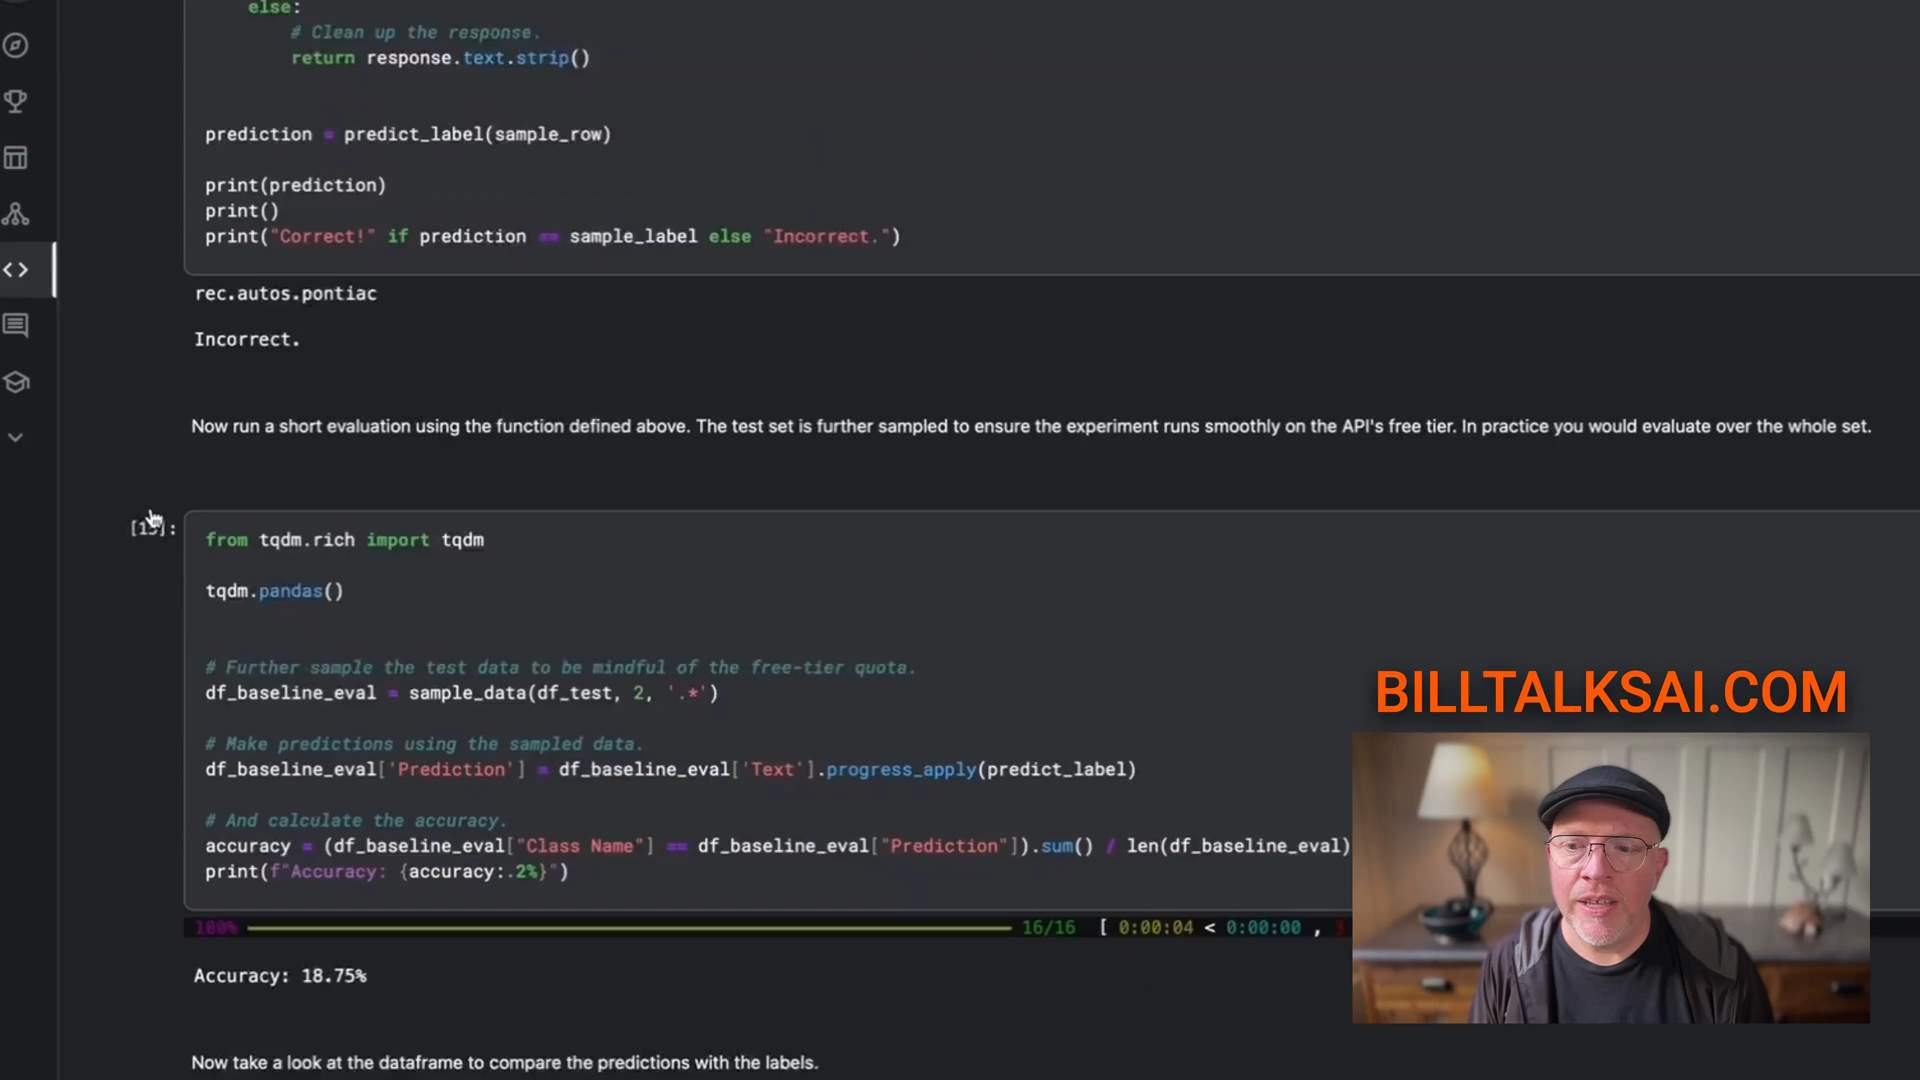 else:
# Clean up the response.
return response.text.strip()
prediction = predict_label(sample_row)
print(prediction)
print()
print("Correct!" if prediction == sample_label else "Incorrect.")
rec.autos.pontiac
Incorrect.
Now run a short evaluation using the function defined above. The test set is further sampled to ensure the experiment runs smoothly on the API's free tier. In practice you would evaluate over the whole set.
from tqdm.rich import tqdm
tqdm.pandas()
# Further sample the test data to be mindful of the free-tier quota.
df_baseline_eval = sample_data(df_test, 2, '.*')
# Make predictions using the sampled data.
df_baseline_eval['Prediction'] = df_baseline_eval['Text'].progress_apply(predict_label)
# And calculate the accuracy.
accuracy = (df_baseline_eval["Class Name"] == df_baseline_eval["Prediction"]).sum() / len(df_baseline_eval)
print(f"Accuracy: {accuracy:.2%}")
100% 16/16 [ 0:00:04 < 0:00:00 ,
Accuracy: 18.75%
Now take a look at the dataframe to compare the predictions with the labels.
BILLTALKSAI.COM